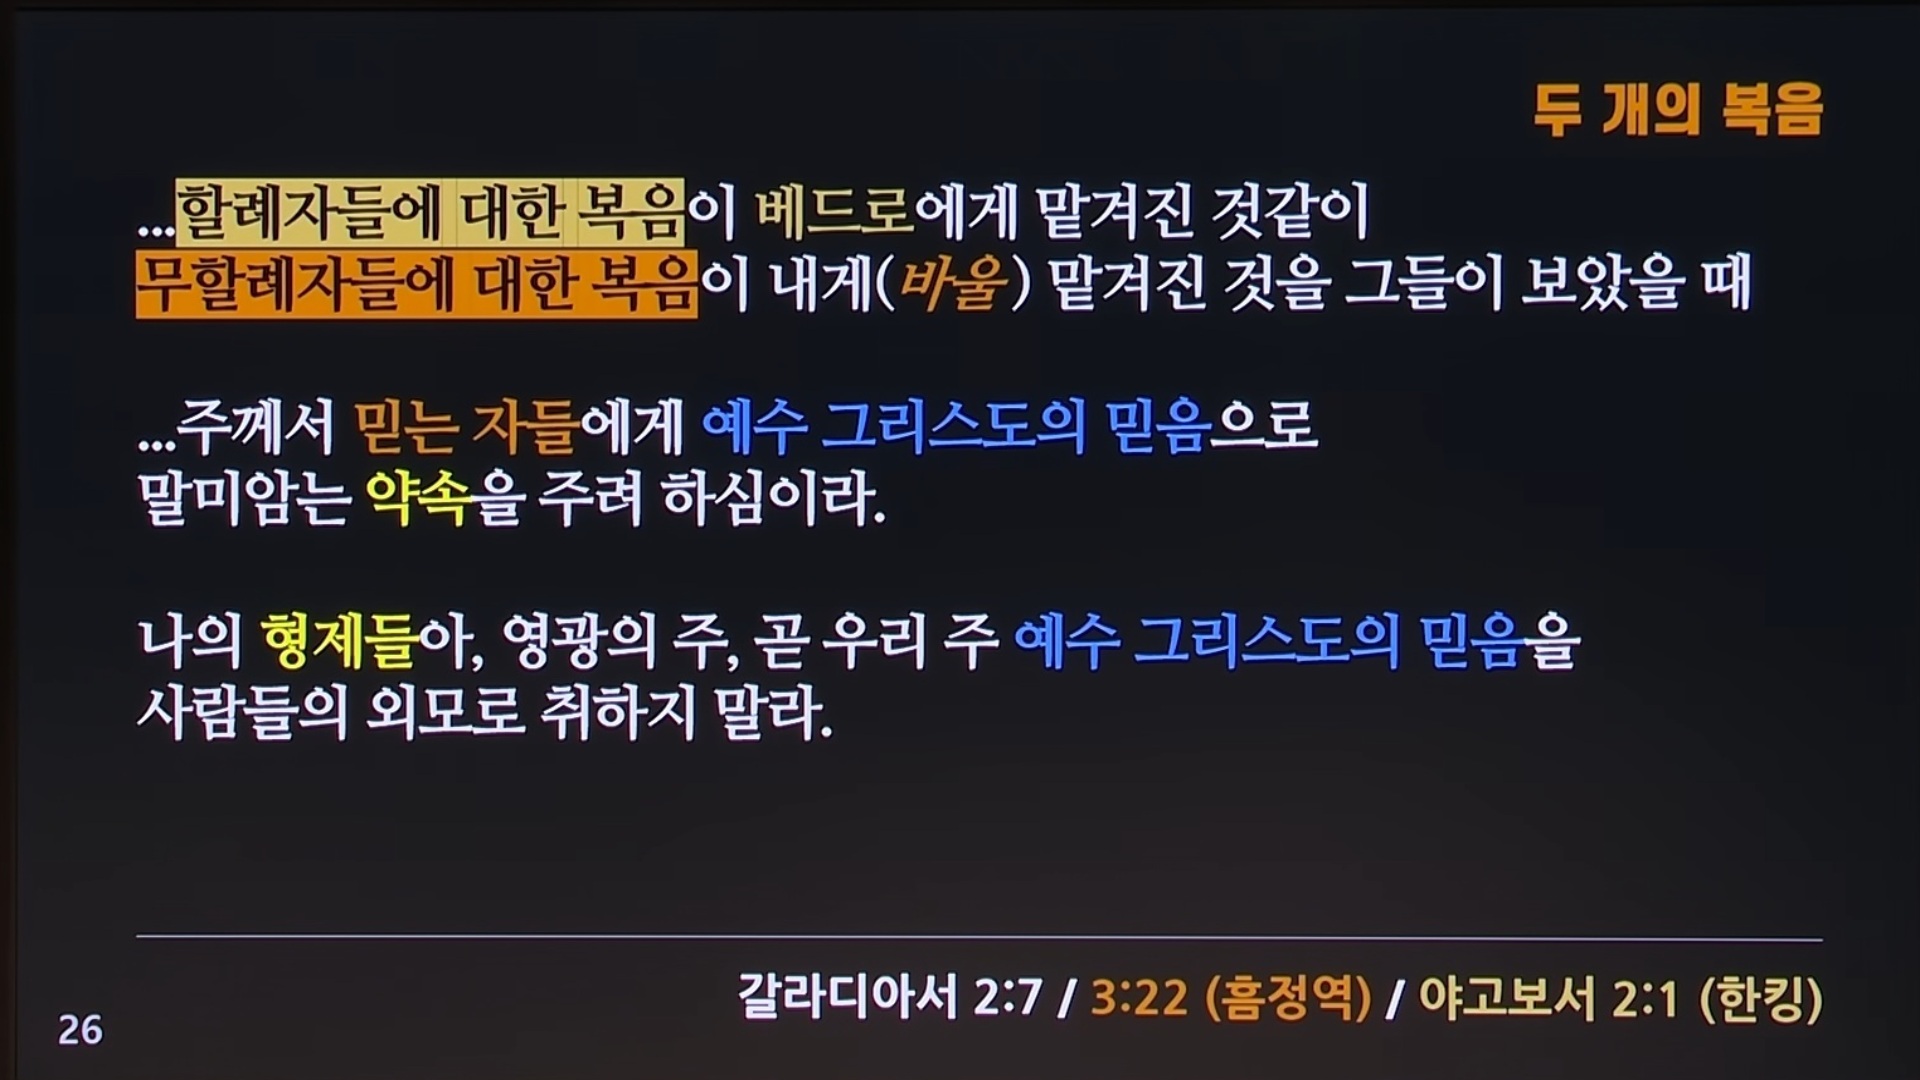 두 개의 복음
...할례자들에 대한 복음이 베드로에게 맡겨진 것같이
무할례자들에 대한 복음이 내게(바울) 맡겨진 것을 그들이 보았을 때
...주께서 믿는 자들에게 예수 그리스도의 믿음으로
말미암는 약속을 주려 하심이라.
나의 형제들아, 영광의 주, 곧 우리 주 예수 그리스도의 믿음을
사람들의 외모로 취하지 말라.
갈라디아서 2:7 / 3:22 (흠정역) / 야고보서 2:1 (한킹)
26